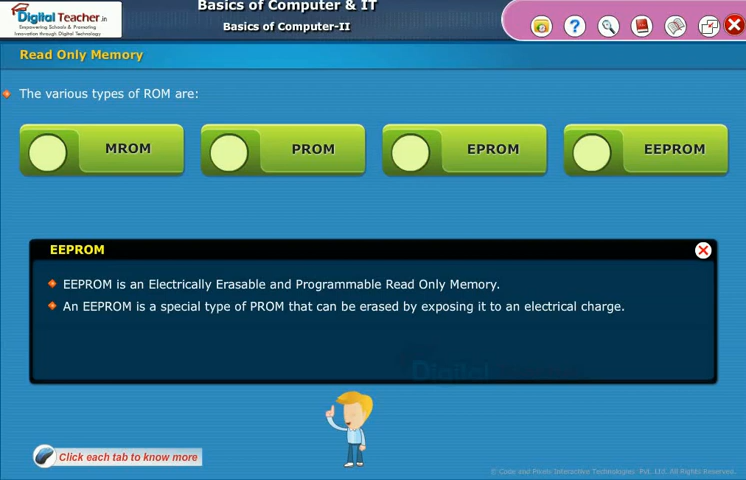 Digital Teacher.in
Empowering Schools & Promoting
Innovation through Digital Technology
Basics of Computer & IT
Basics of Computer-II
Read Only Memory
The various types of ROM are:
MROM
PROM
EPROM
EEPROM
EEPROM
EEPROM is an Electrically Erasable and Programmable Read Only Memory.
An EEPROM is a special type of PROM that can be erased by exposing it to an electrical charge.
Digital Teacher
Click each tab to know more
© Code and Pixels Interactive Technologies Pvt. Ltd. All Rights Reserved.